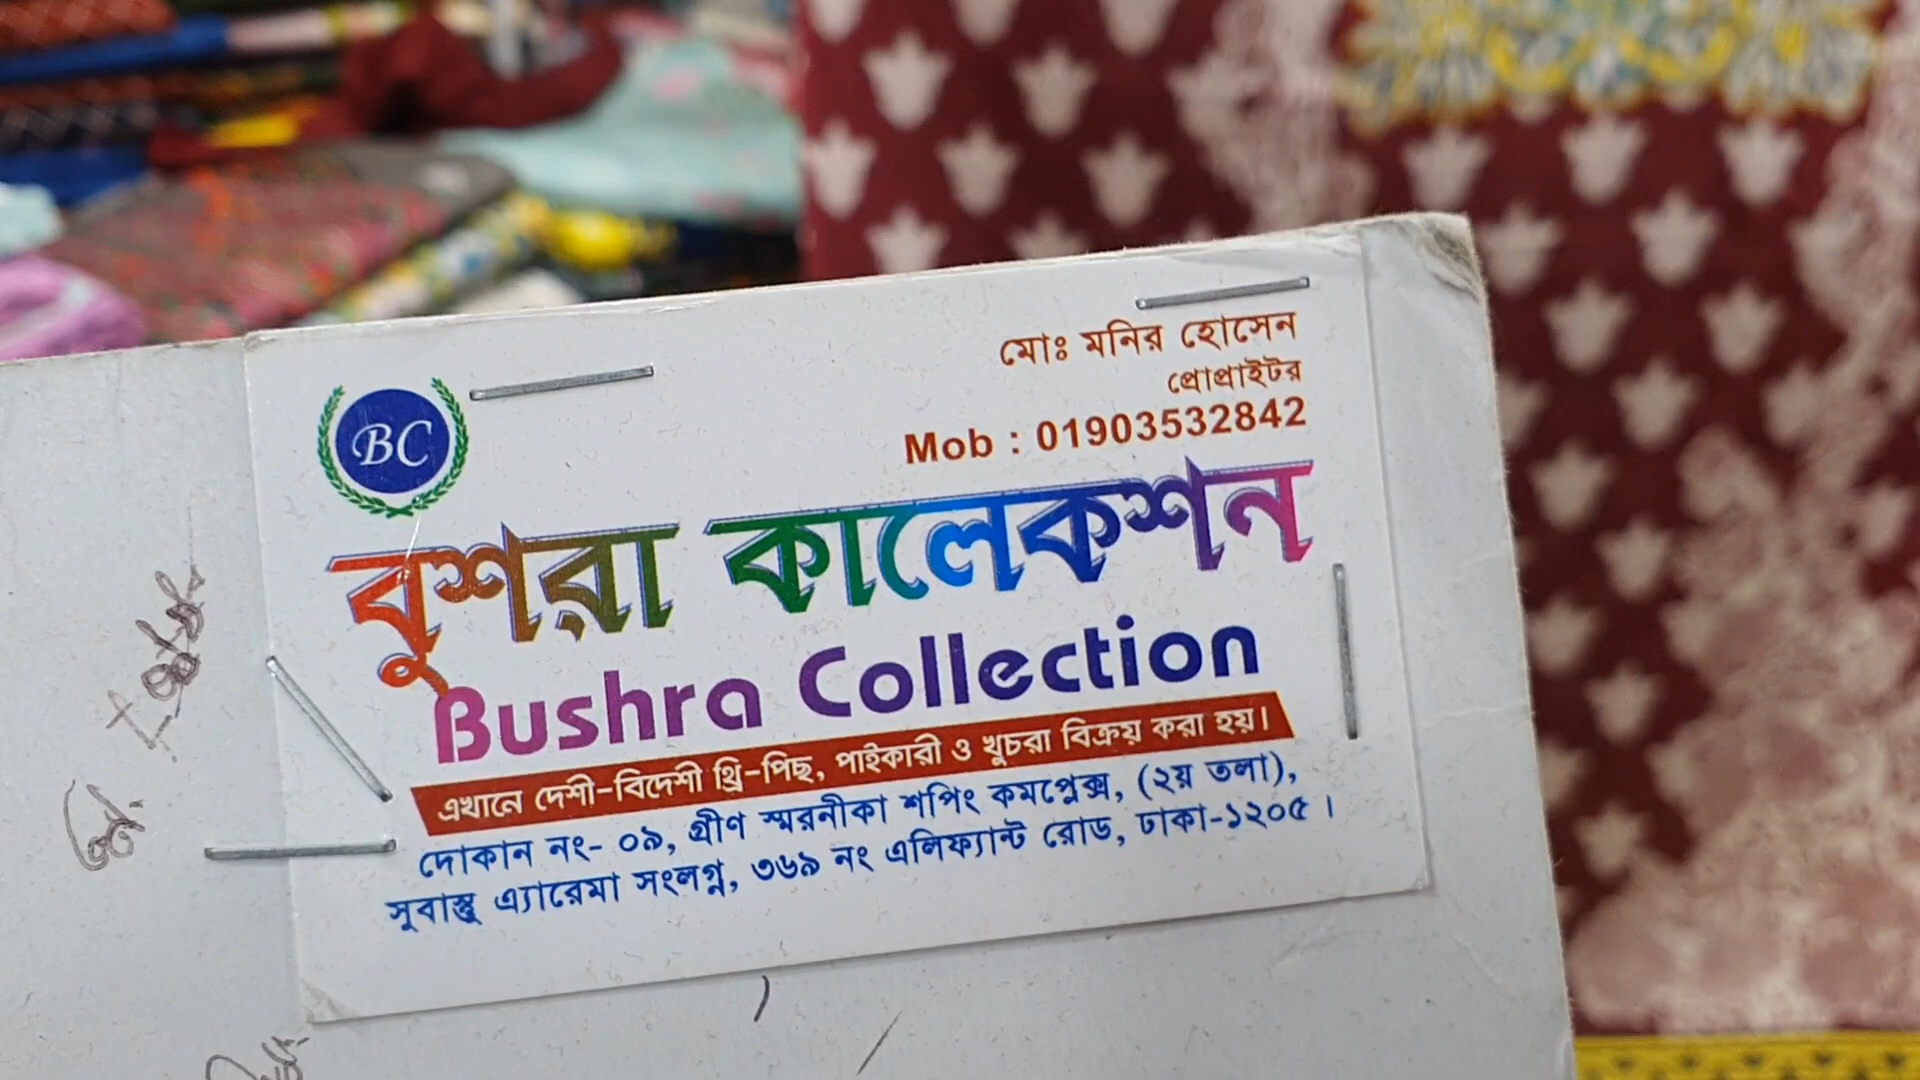 BC
মোঃ মনির হোসেন
প্রোপ্রাইটর
Mob : 01903532842
বুশরা কালেকশন
Bushra Collection
এখানে দেশী-বিদেশী থ্রি-পিছ, পাইকারী ও খুচরা বিক্রয় করা হয়।
দোকান নং- ০৯, গ্রীণ স্মরনীকা শপিং কমপ্লেক্স, (২য় তলা),
সুবাস্তু এ্যারেমা সংলগ্ন, ৩৬৯ নং এলিফ্যান্ট রোড, ঢাকা-১২০৫।